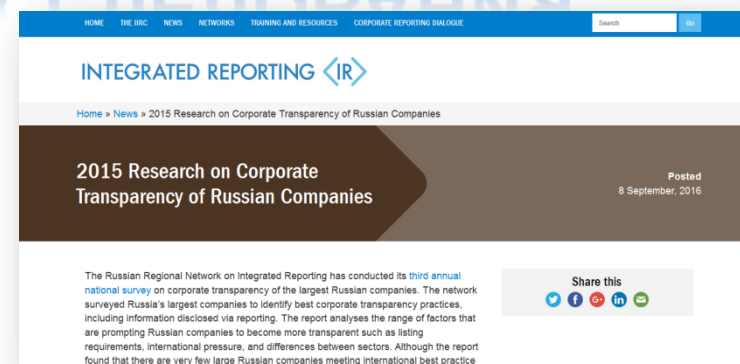 HOME THE IIRC NEWS NETWORKS TRAINING AND RESOURCES CORPORATE REPORTING DIALOGUE Search Go
INTEGRATED REPORTING <IR>
Home » News » 2015 Research on Corporate Transparency of Russian Companies
2015 Research on Corporate
Transparency of Russian Companies
Posted
8 September, 2016
The Russian Regional Network on Integrated Reporting has conducted its third annual
national survey on corporate transparency of the largest Russian companies. The network
surveyed Russia's largest companies to identify best corporate transparency practices,
including information disclosed via reporting. The report analyses the range of factors that
are prompting Russian companies to become more transparent such as listing
requirements, international pressure, and differences between sectors. Although the report
found that there are very few large Russian companies meeting international best practice
Share this